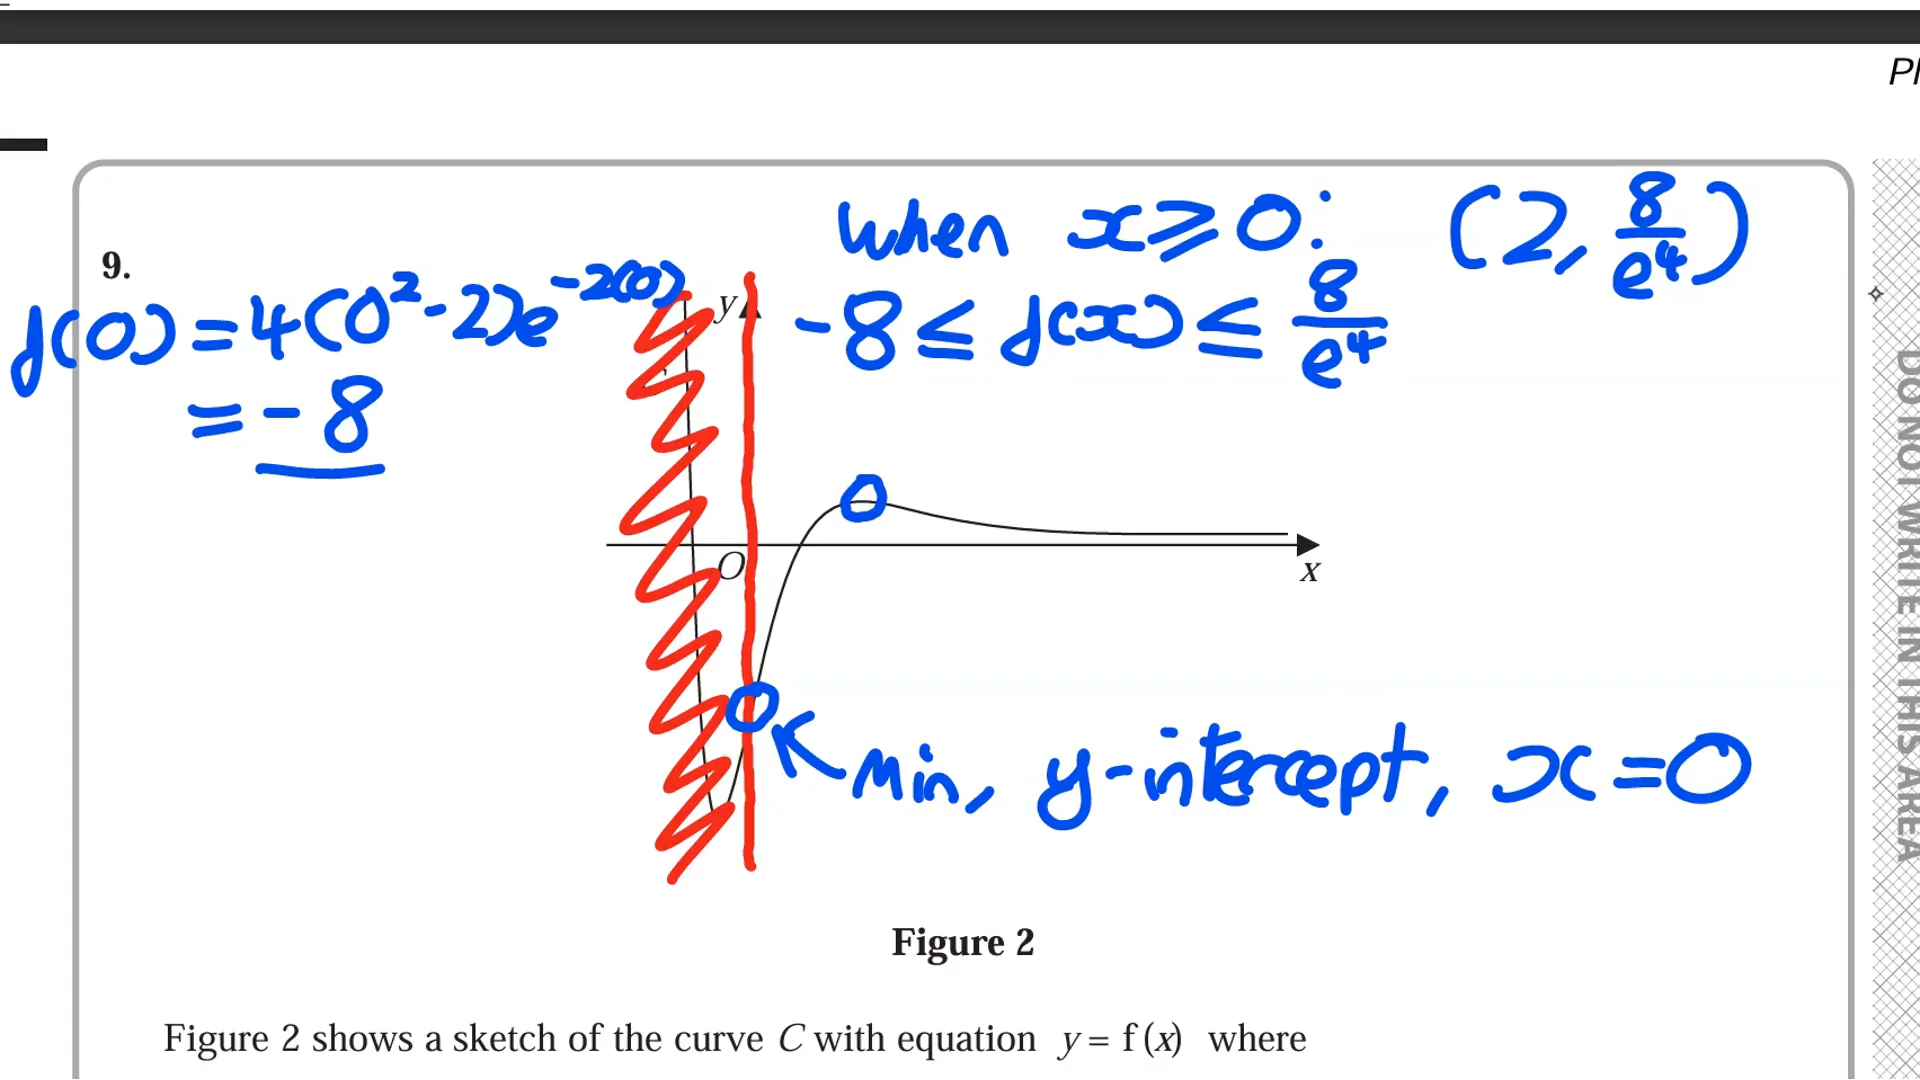 9.
when x ⩾ 0: (2, 8/e⁴)
f(0) = 4(0² - 2)e^-2(0)
= - 8
-8 ≤ f(x) ≤ 8/e⁴
y
O
x
Min, y-intercept, x = 0
Figure 2
Figure 2 shows a sketch of the curve C with equation y = f(x) where
DO NOT WRITE IN THIS AREA